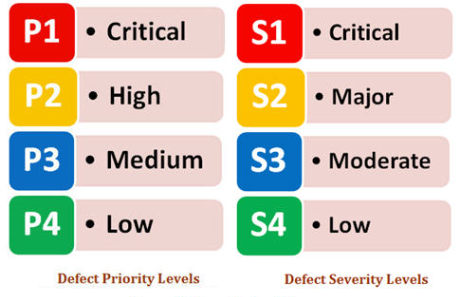 P1 • Critical
P2 • High
P3 • Medium
P4 • Low
Defect Priority Levels
S1 • Critical
S2 • Major
S3 • Moderate
S4 • Low
Defect Severity Levels